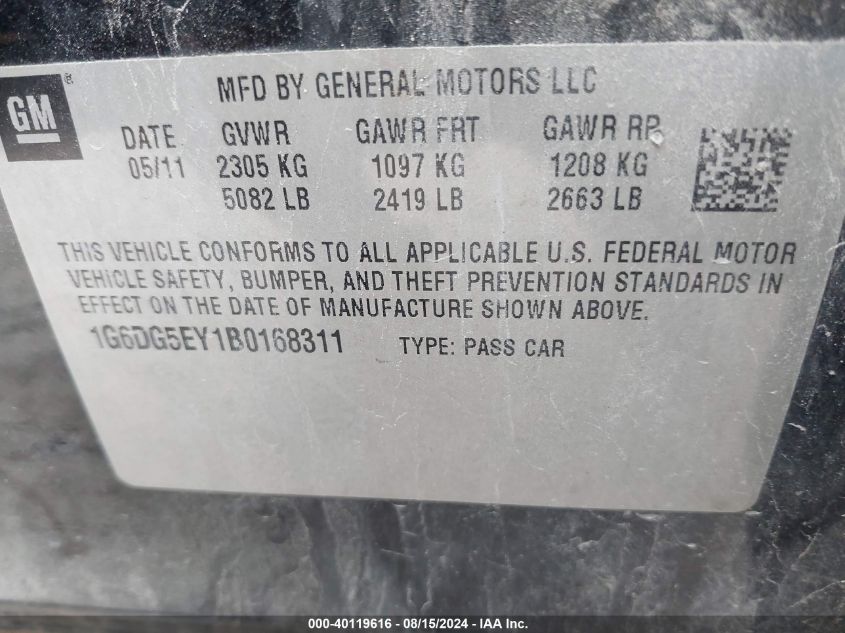 GM®
MFD BY GENERAL MOTORS LLC
DATE GVWR GAWR FRT GAWR RR
05/11 2305 KG 1097 KG 1208 KG
5082 LB 2419 LB 2663 LB
THIS VEHICLE CONFORMS TO ALL APPLICABLE U.S. FEDERAL MOTOR
VEHICLE SAFETY, BUMPER, AND THEFT PREVENTION STANDARDS IN
EFFECT ON THE DATE OF MANUFACTURE SHOWN ABOVE.
1G6DG5EY1B0168311 TYPE: PASS CAR
000-40119616 - 08/15/2024 - IAA Inc.